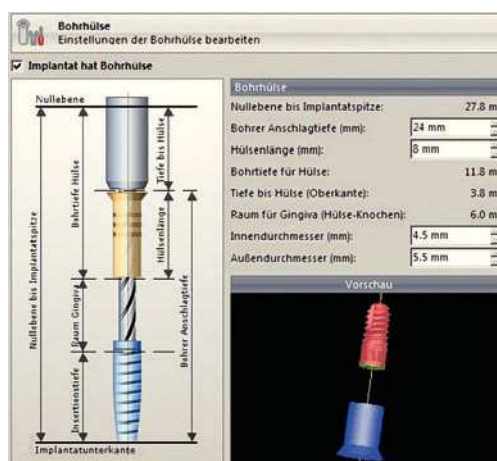 Bohrhülse
Einstellungen der Bohrhülse bearbeiten
Implantat hat Bohrhülse
Nullebene
Nullebene bis Implantatspitze
Bohrtiefe Hülse
Tiefe bis Hülse
Hülsenlänge
Raum Gingiva
Bohrer Anschlagtiefe
Insertionstiefe
Implantatunterkante
Bohrhülse
Nullebene bis Implantatspitze: 27.8 m
Bohrer Anschlagtiefe (mm): 24 mm
Hülsenlänge (mm): 8 mm
Bohrtiefe für Hülse: 11.8 m
Tiefe bis Hülse (Oberkante): 3.8 m
Raum für Gingiva (Hülse-Knochen): 6.0 m
Innendurchmesser (mm): 4.5 mm
Außendurchmesser (mm): 5.5 mm
Vorschau